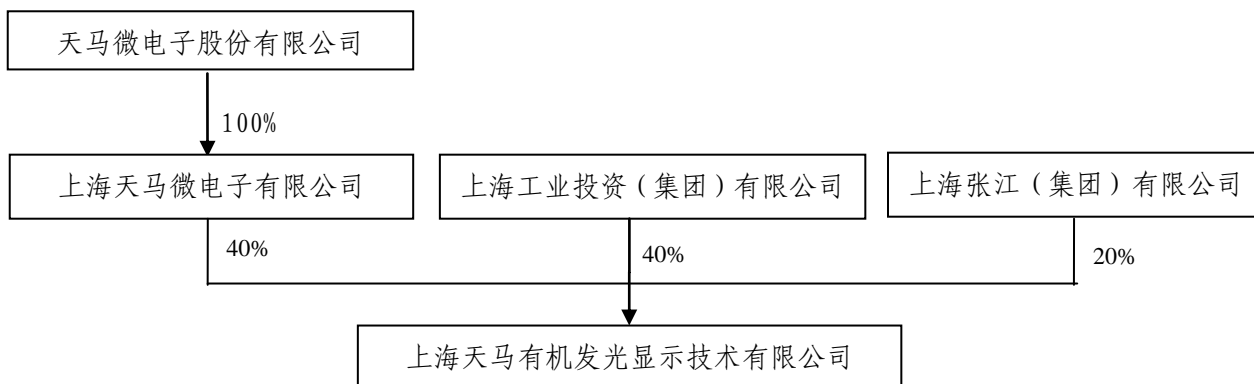 天马微电子股份有限公司
100%
上海天马微电子有限公司
上海工业投资（集团）有限公司
上海张江（集团）有限公司
40%
40%
20%
上海天马有机发光显示技术有限公司